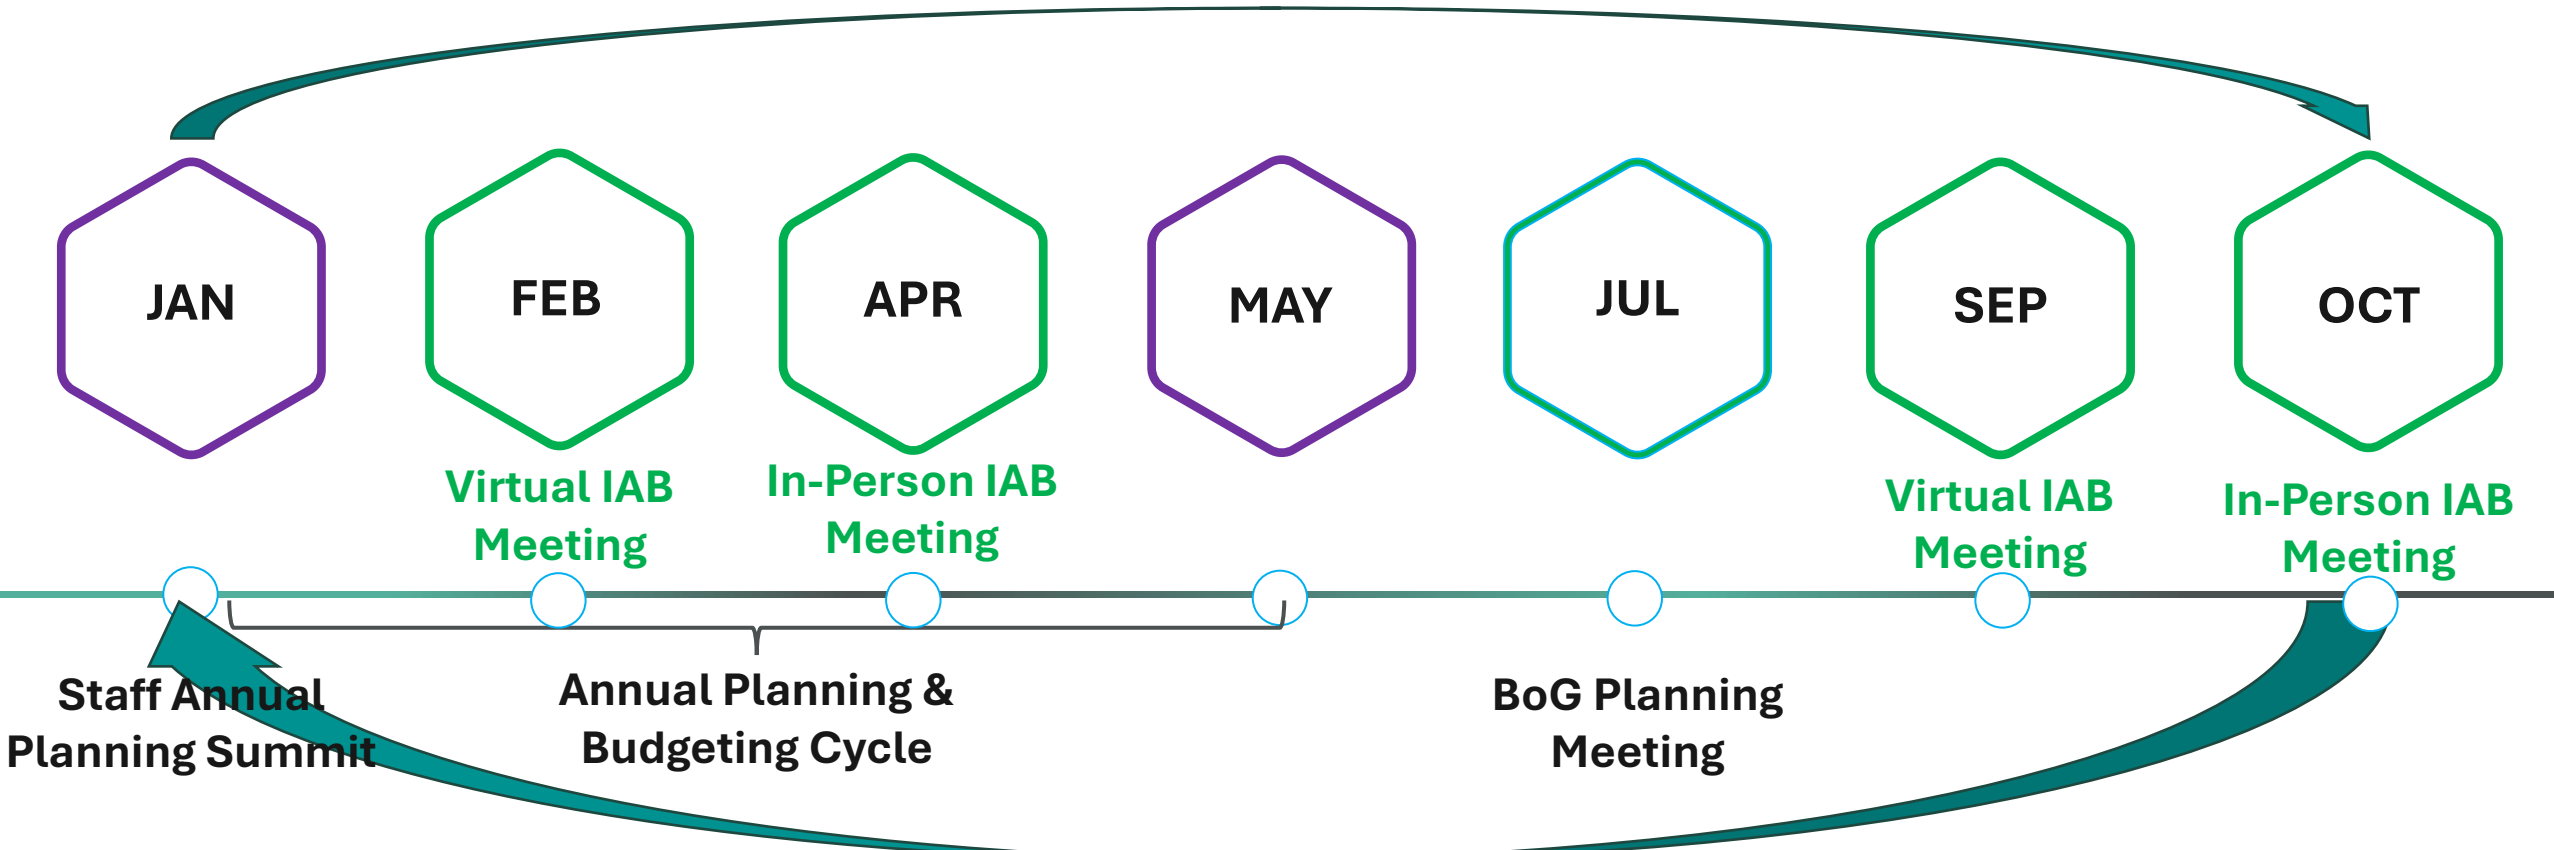 JAN
FEB
APR
MAY
JUL
SEP
OCT
Virtual IAB
Meeting
In-Person IAB
Meeting
Virtual IAB
Meeting
In-Person IAB
Meeting
Staff Annual
Planning Summit
Annual Planning &
Budgeting Cycle
BoG Planning
Meeting